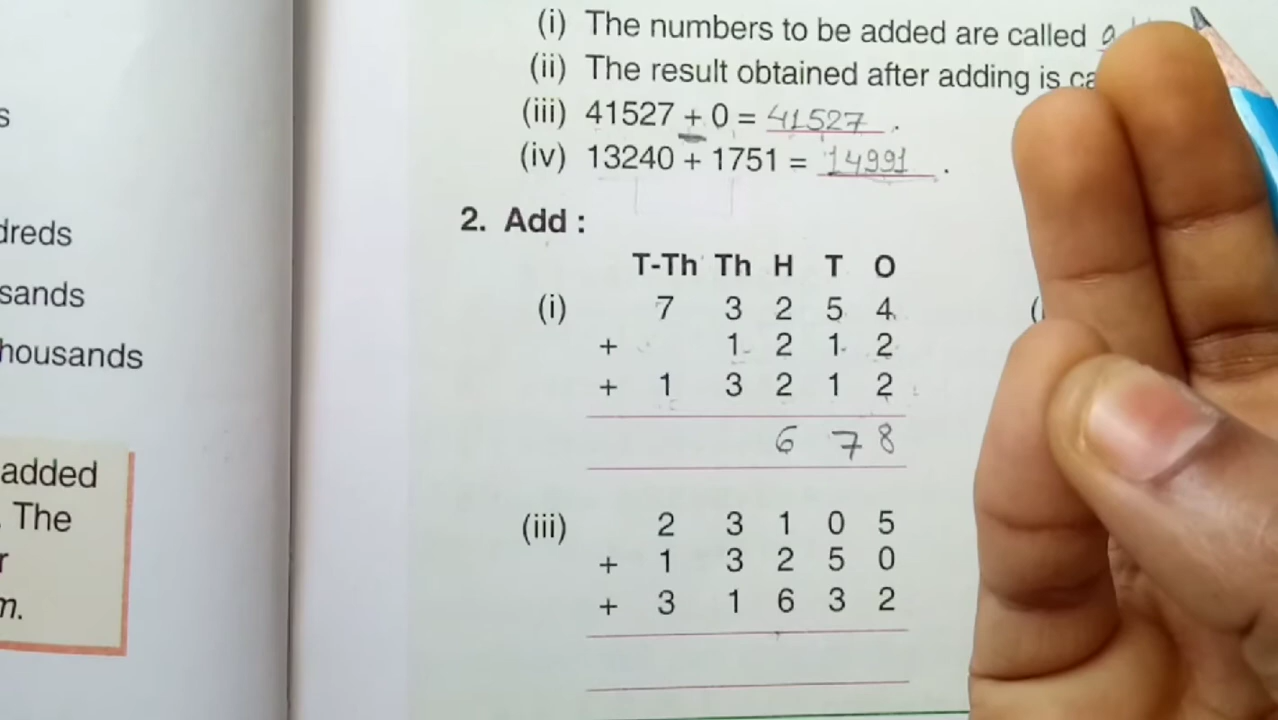 s
dreds
sands
housands
added
. The
r
m.
(i) The numbers to be added are called
(ii) The result obtained after adding is ca
(iii) 41527 + 0 = 41527.
(iv) 13240 + 1751 = 14991.
2. Add :
T-Th Th H T O
(i) 7 3 2 5 4
+ 1 2 1 2
+ 1 3 2 1 2
6 7 8
(iii) 2 3 1 0 5
+ 1 3 2 5 0
+ 3 1 6 3 2